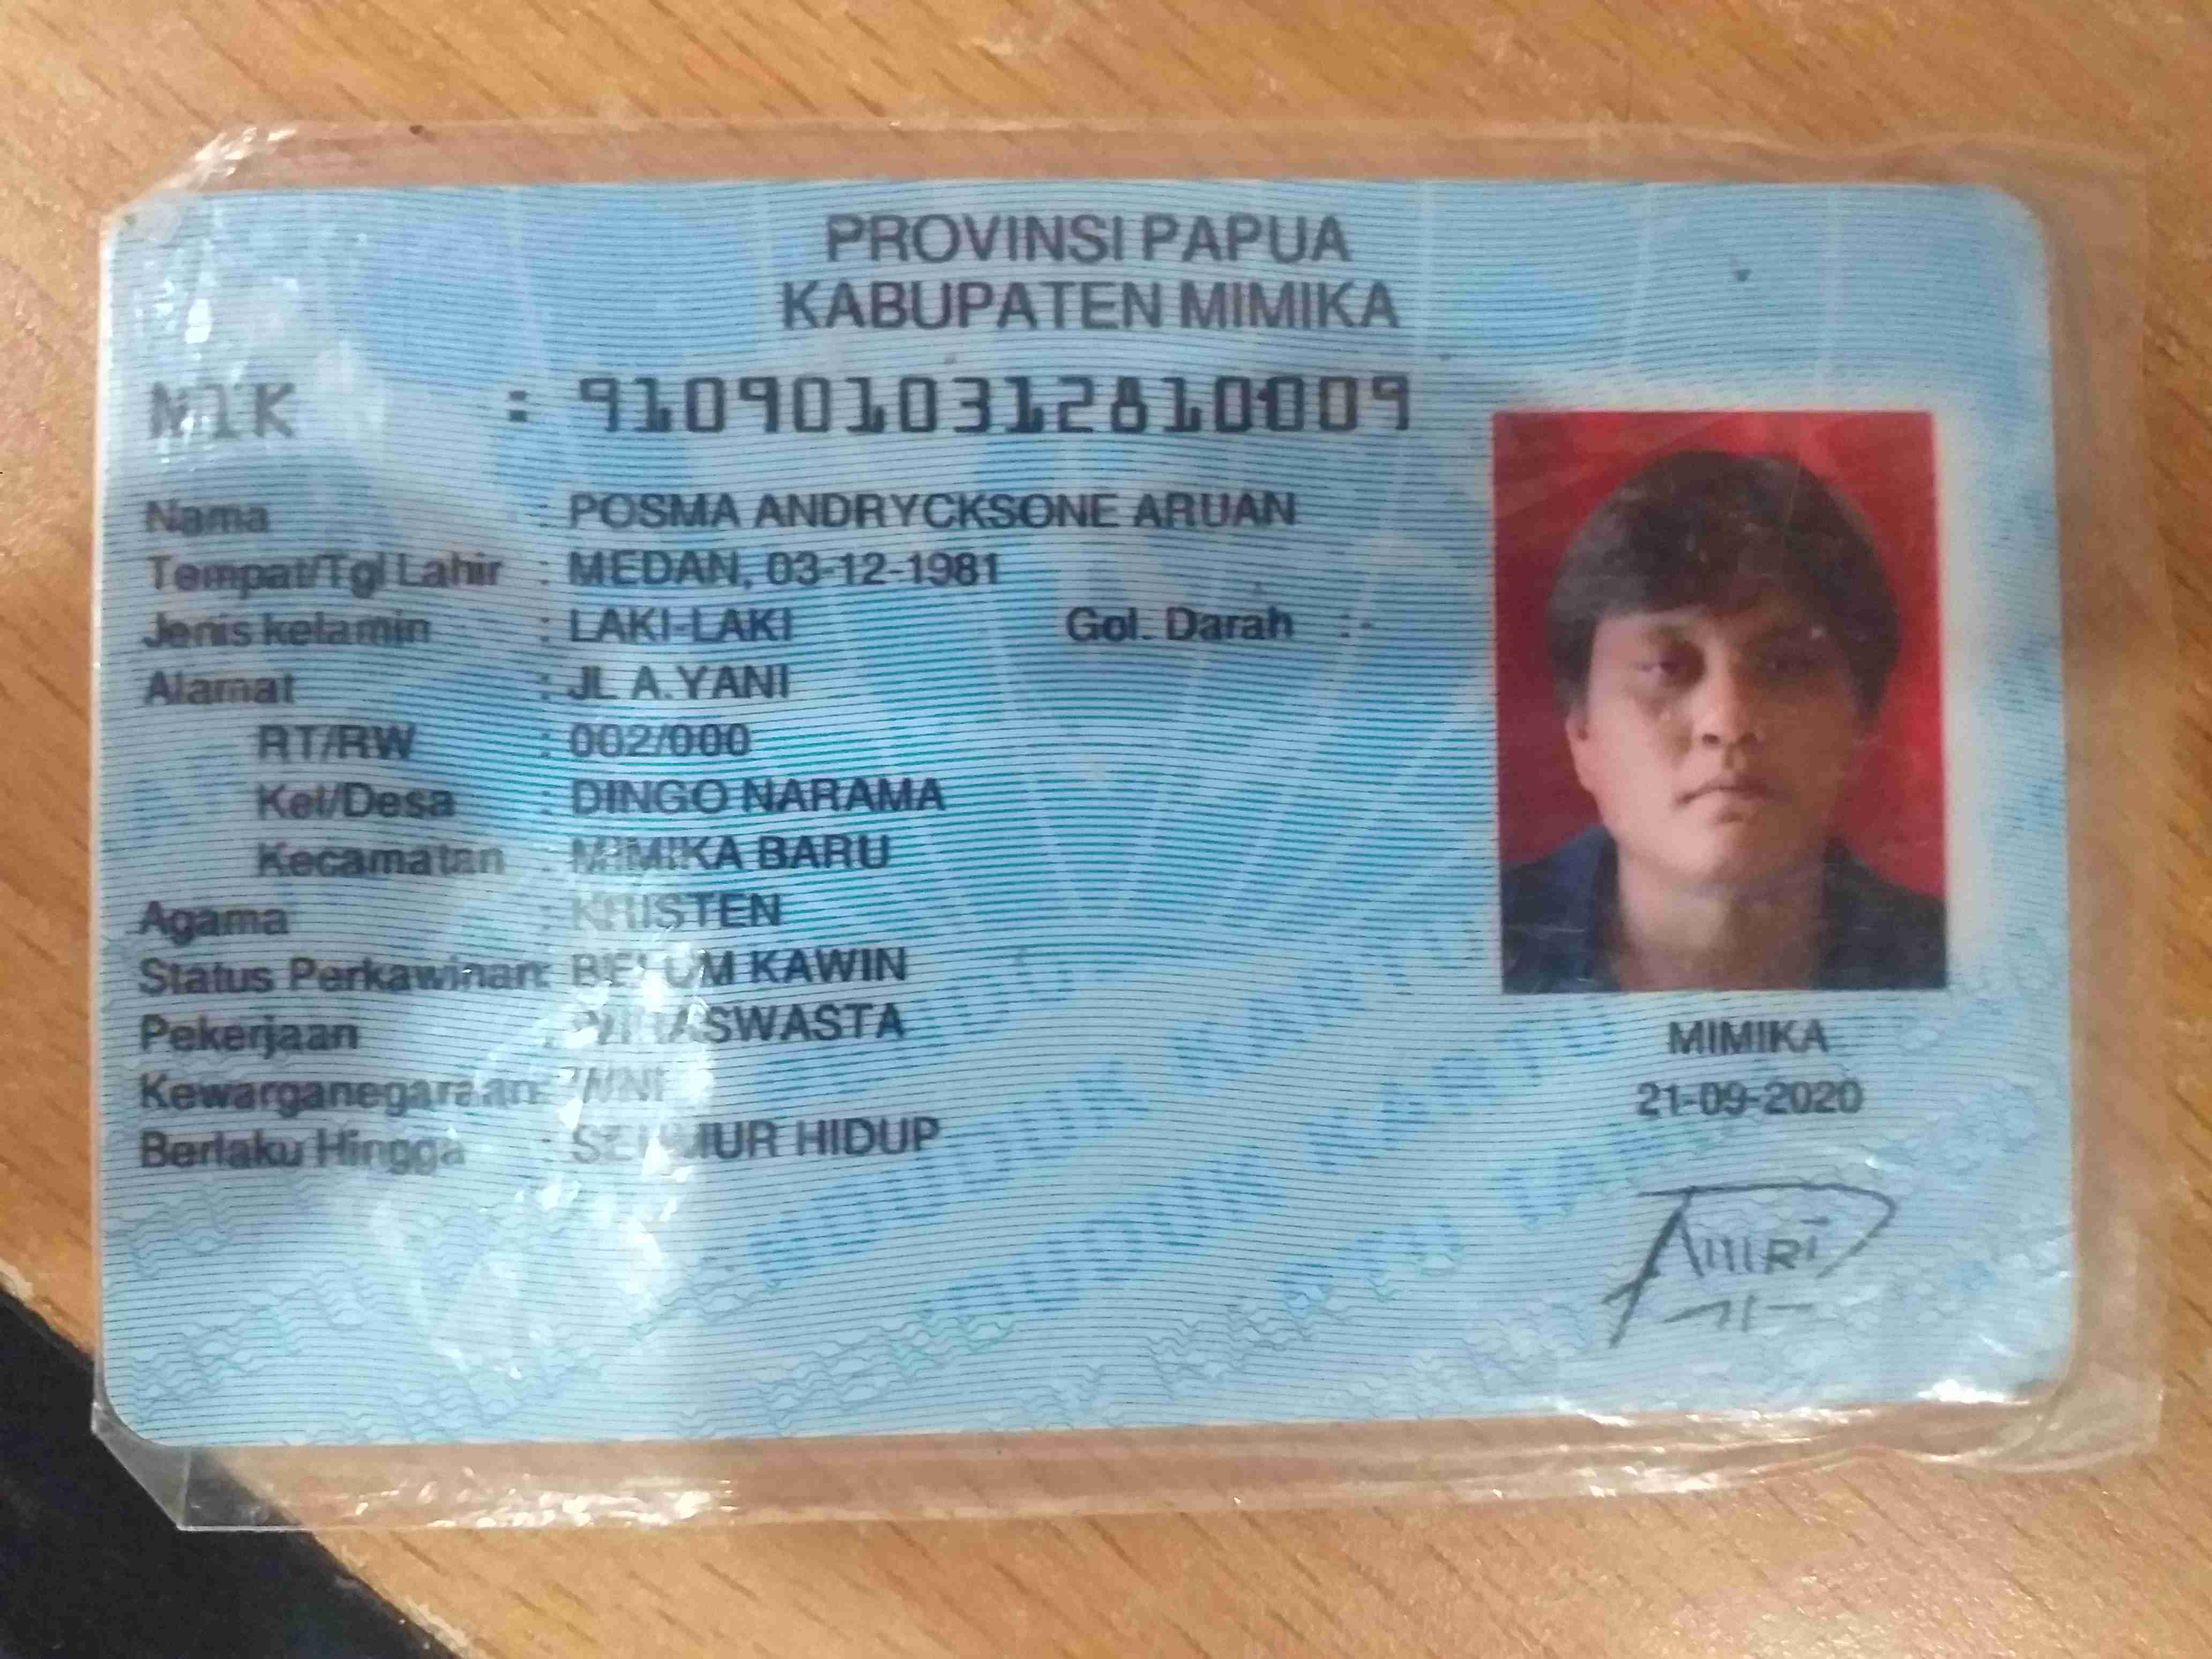 PROVINSI PAPUA
KABUPATEN MIMIKA
NIK : 9109010312810009
Nama : POSMA ANDRYCKSONE ARUAN
Tempat/Tgl Lahir : MEDAN, 03-12-1981
Jenis kelamin : LAKI-LAKI Gol. Darah : -
Alamat : JL A.YANI
RT/RW : 002/000
Kel/Desa : DINGO NARAMA
Kecamatan : MIMIKA BARU
Agama : KRISTEN
Status Perkawinan: BELUM KAWIN
Pekerjaan : WIRASWASTA
Kewarganegaraan: WNI
Berlaku Hingga : SEUMUR HIDUP
MIMIKA
21-09-2020